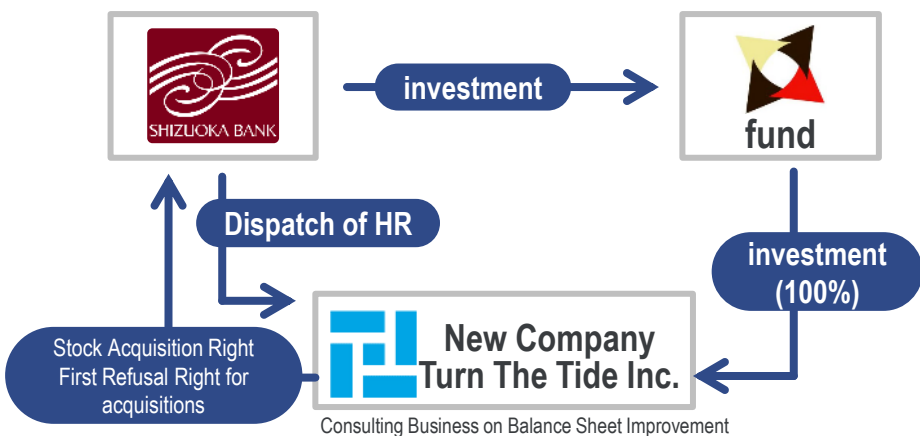 SHIZUOKA BANK
investment
fund
Dispatch of HR
investment
(100%)
Stock Acquisition Right
First Refusal Right for
acquisitions
New Company
Turn The Tide Inc.
Consulting Business on Balance Sheet Improvement